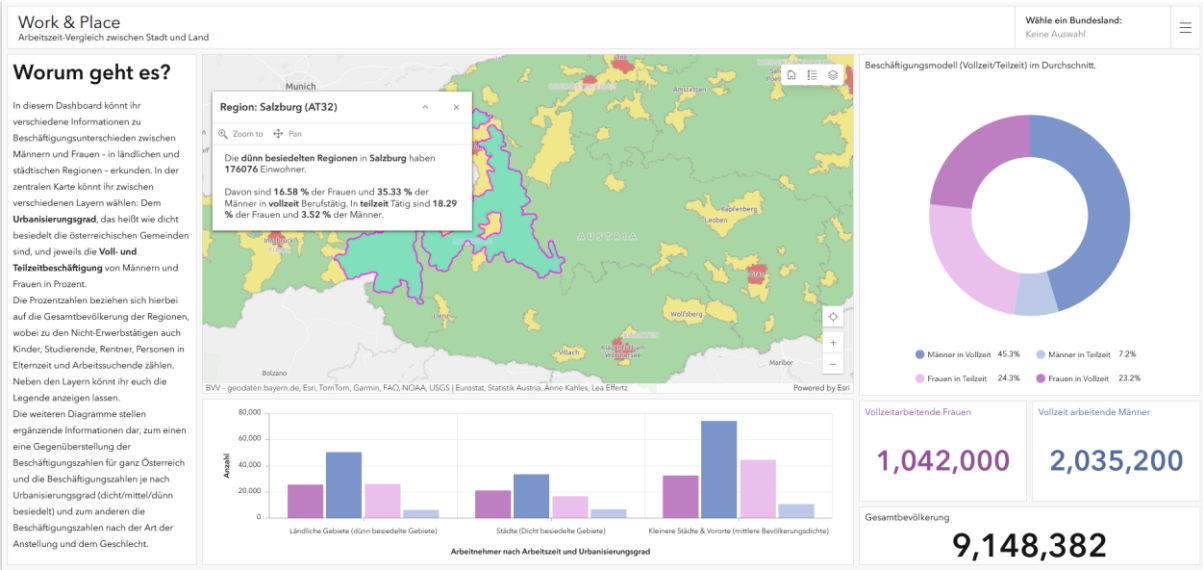 Work & Place
Arbeitszeit-Vergleich zwischen Stadt und Land
Wähle ein Bundesland:
Keine Auswahl
Worum geht es?
In diesem Dashboard könnt ihr
verschiedene Informationen zu
Beschäftigungsunterschieden zwischen
Männern und Frauen – in ländlichen und
städtischen Regionen – erkunden. In der
zentralen Karte könnt ihr zwischen
verschiedenen Layern wählen: Dem
Urbanisierungsgrad, das heißt wie dicht
besiedelt die österreichischen Gemeinden
sind, und jeweils die Voll- und
Teilzeitbeschäftigung von Männern und
Frauen in Prozent.
Die Prozentzahlen beziehen sich hierbei
auf die Gesamtbevölkerung der Regionen,
wobei zu den Nicht-Erwerbstätigen auch
Kinder, Studierende, Rentner, Personen in
Elternzeit und Arbeitssuchende zählen.
Neben den Layern könnt ihr euch die
Legende anzeigen lassen.
Die weiteren Diagramme stellen
ergänzende Informationen dar, zum einen
eine Gegenüberstellung der
Beschäftigungszahlen für ganz Österreich
und die Beschäftigungszahlen je nach
Urbanisierungsgrad (dicht/mittel/dünn
besiedelt) und zum anderen die
Beschäftigungszahlen nach der Art der
Anstellung und dem Geschlecht.
Munich
Amstetten
Region: Salzburg (AT32)
Zoom to
Pan
Die dünn besiedelten Regionen in Salzburg haben
176076 Einwohner.
Davon sind 16.58 % der Frauen und 35.33 % der
Männer in vollzeit Berufstätig. In teilzeit Tätig sind 18.29
% der Frauen und 3.52 % der Männer.
Innsbruck
Kapfenberg
Leoben
AUSTRIA
Graz
Lienz
Wolfsberg
Klagenfurt am
Wörthersee
Villach
Maribor
Bolzano
BVV - geodaten.bayern.de, Esri, TomTom, Garmin, FAO, NOAA, USGS | Eurostat, Statistik Austria, Anne Kahles, Lea Effertz
Powered by Esri
Anzahl
80,000
60,000
40,000
20,000
0
Ländliche Gebiete (dünn besiedelte Gebiete)
Städte (Dicht besiedelte Gebiete)
Kleinere Städte & Vororte (mittlere Bevölkerungsdichte)
Arbeitnehmer nach Arbeitszeit und Urbanisierungsgrad
Beschäftigungsmodell (Vollzeit/Teilzeit) im Durchschnitt.
Männer in Vollzeit 45.3%
Männer in Teilzeit 7.2%
Frauen in Teilzeit 24.3%
Frauen in Vollzeit 23.2%
Vollzeitarbeitende Frauen
1,042,000
Vollzeit arbeitende Männer
2,035,200
Gesamtbevölkerung
9,148,382